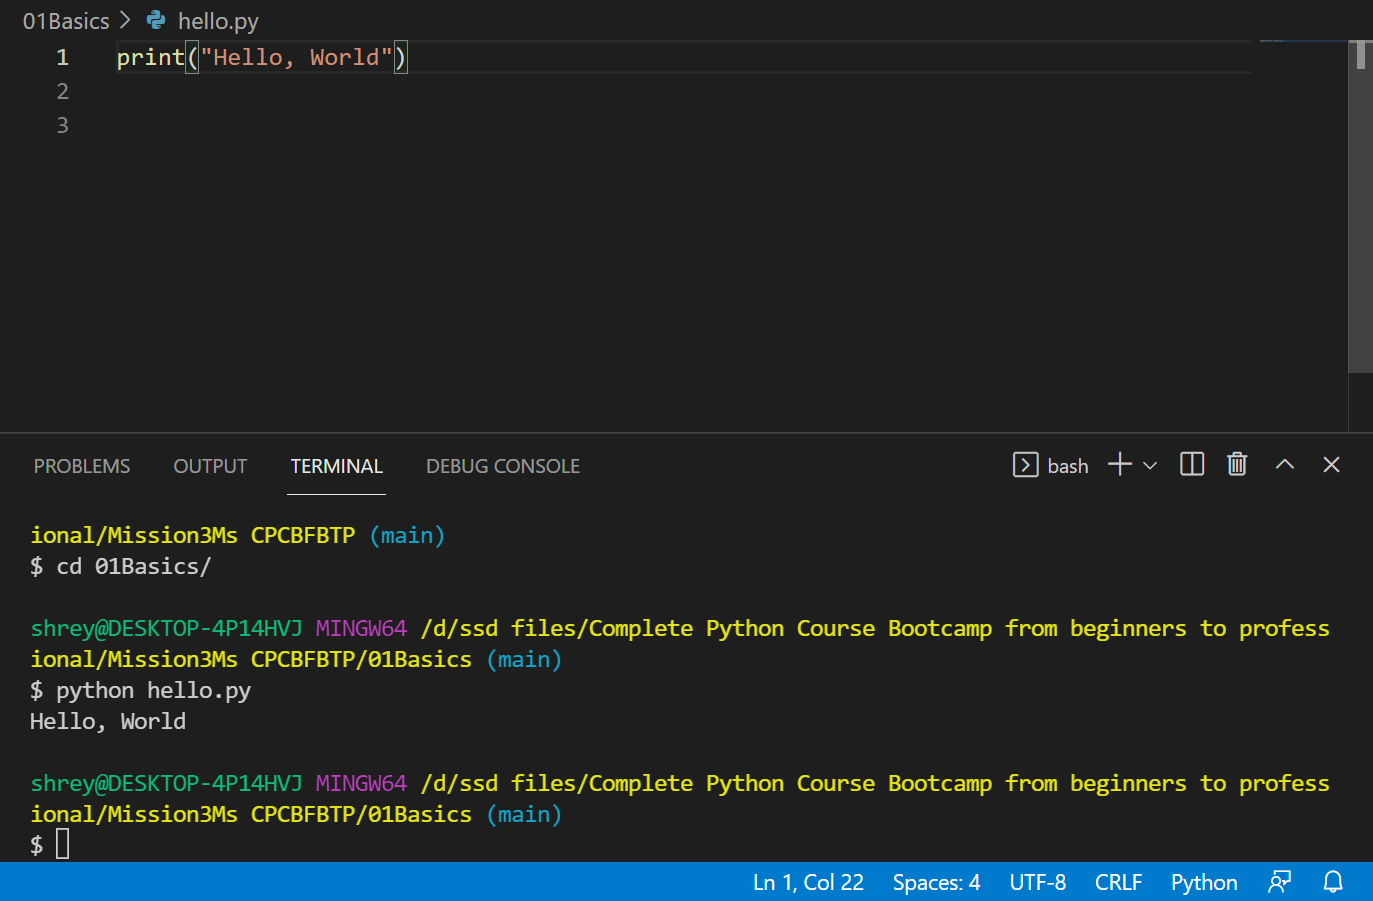 01Basics > hello.py
1 print("Hello, World")
2
3
PROBLEMS OUTPUT TERMINAL DEBUG CONSOLE bash
ional/Mission3Ms CPCBFBTP (main)
$ cd 01Basics/
shrey@DESKTOP-4P14HVJ MINGW64 /d/ssd files/Complete Python Course Bootcamp from beginners to profess
ional/Mission3Ms CPCBFBTP/01Basics (main)
$ python hello.py
Hello, World
shrey@DESKTOP-4P14HVJ MINGW64 /d/ssd files/Complete Python Course Bootcamp from beginners to profess
ional/Mission3Ms CPCBFBTP/01Basics (main)
$
Ln 1, Col 22 Spaces: 4 UTF-8 CRLF Python